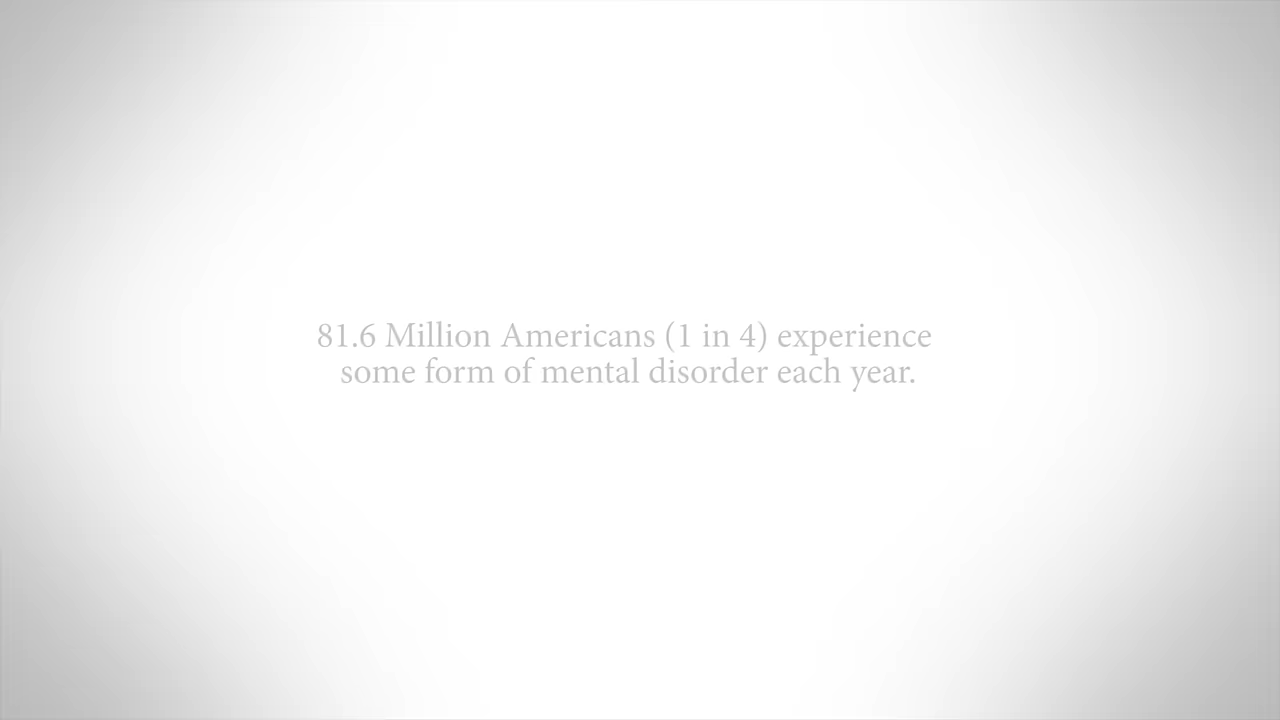 81.6 Million Americans (1 in 4) experience
some form of mental disorder each year.